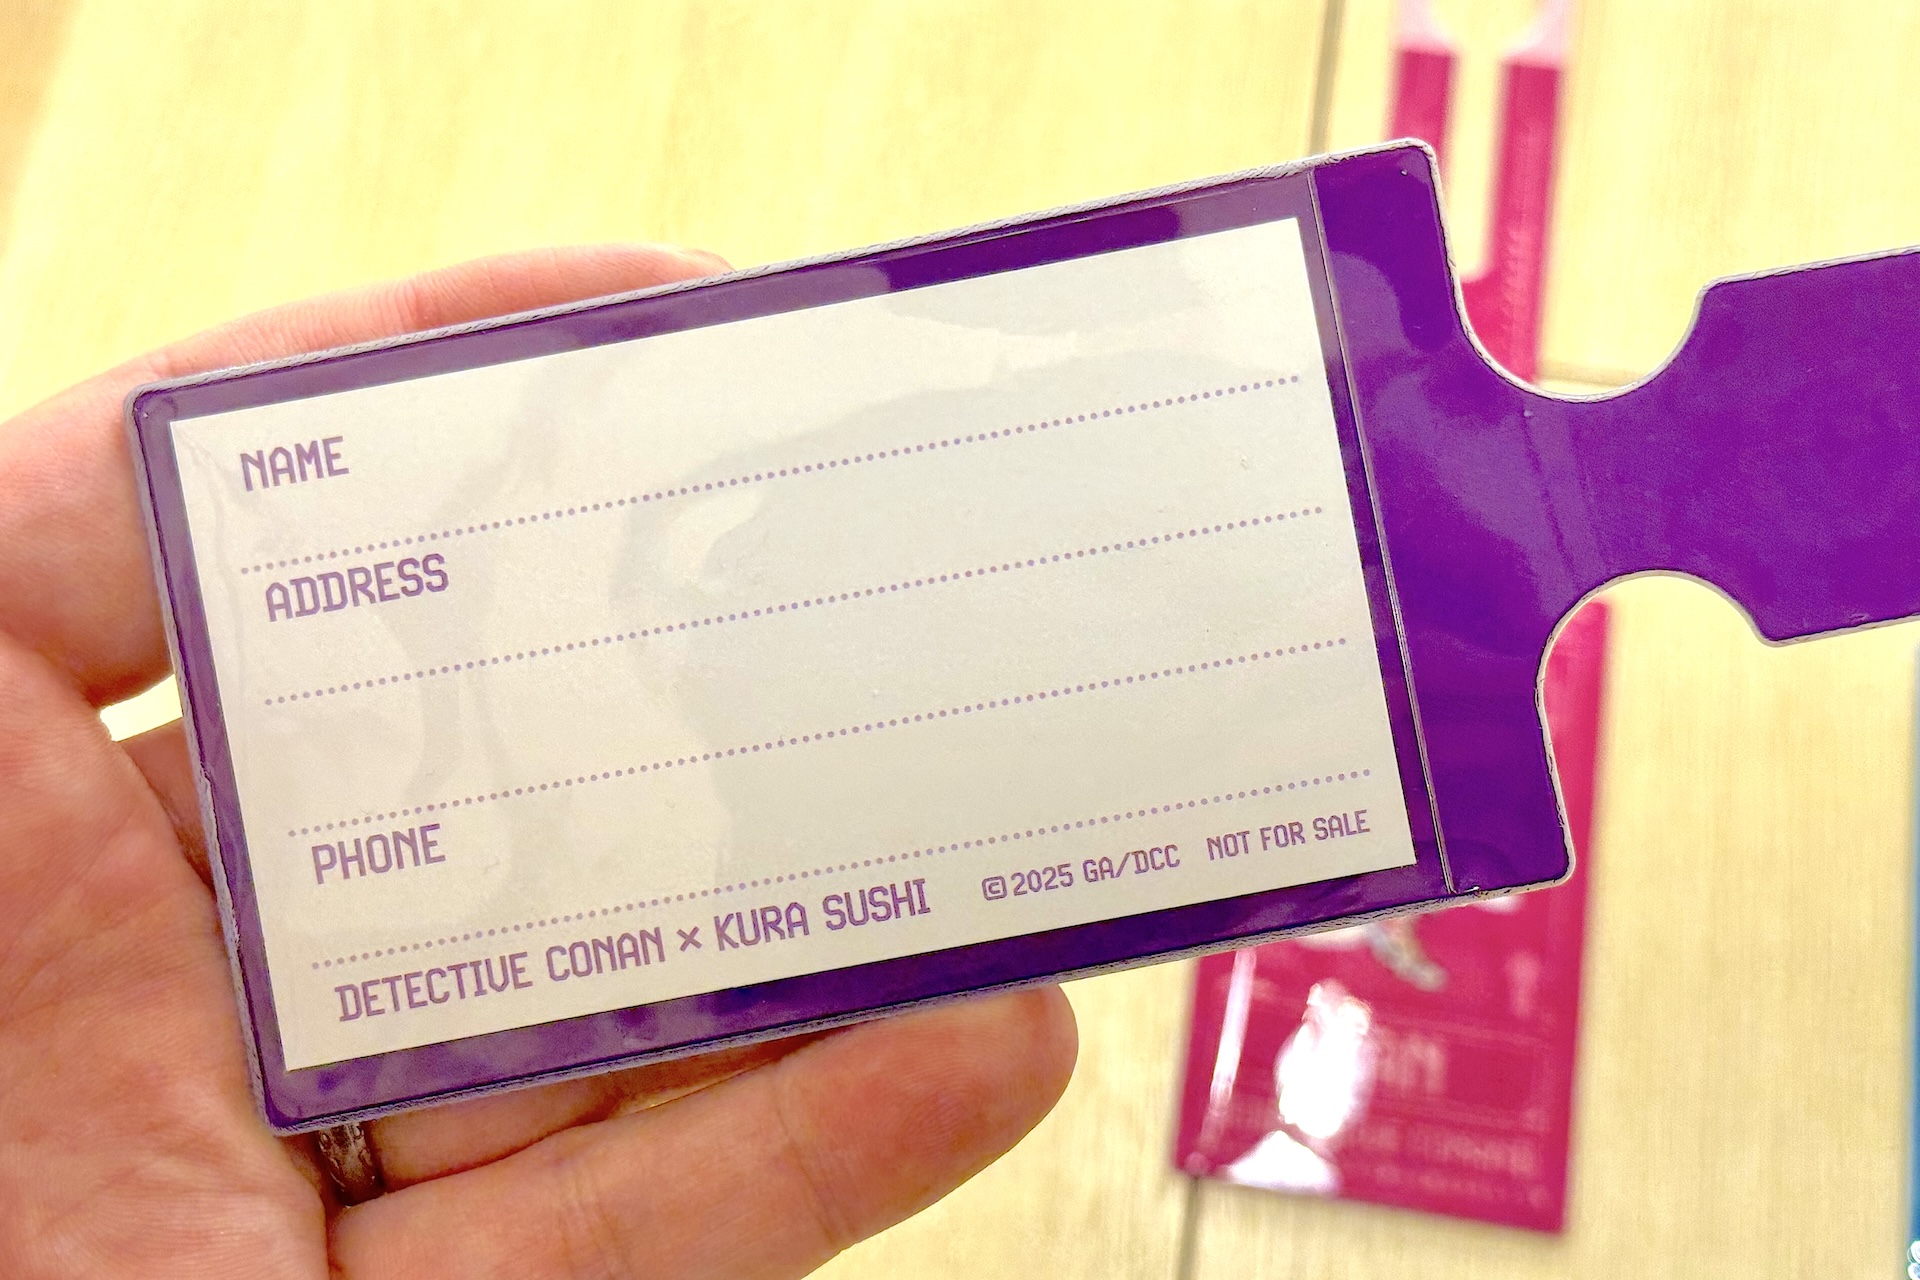 NAME
ADDRESS
PHONE
DETECTIVE CONAN × KURA SUSHI ©2025 GA/DCC NOT FOR SALE